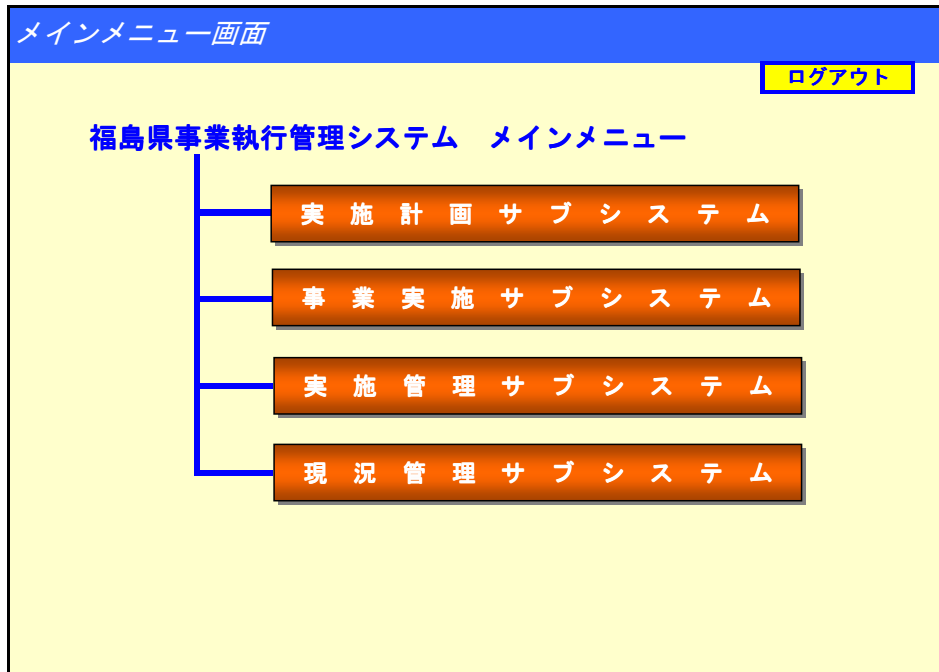 メインメニュー画面
ログアウト
福島県事業執行管理システム　メインメニュー
実施計画サブシステム
事業実施サブシステム
実施管理サブシステム
現況管理サブシステム